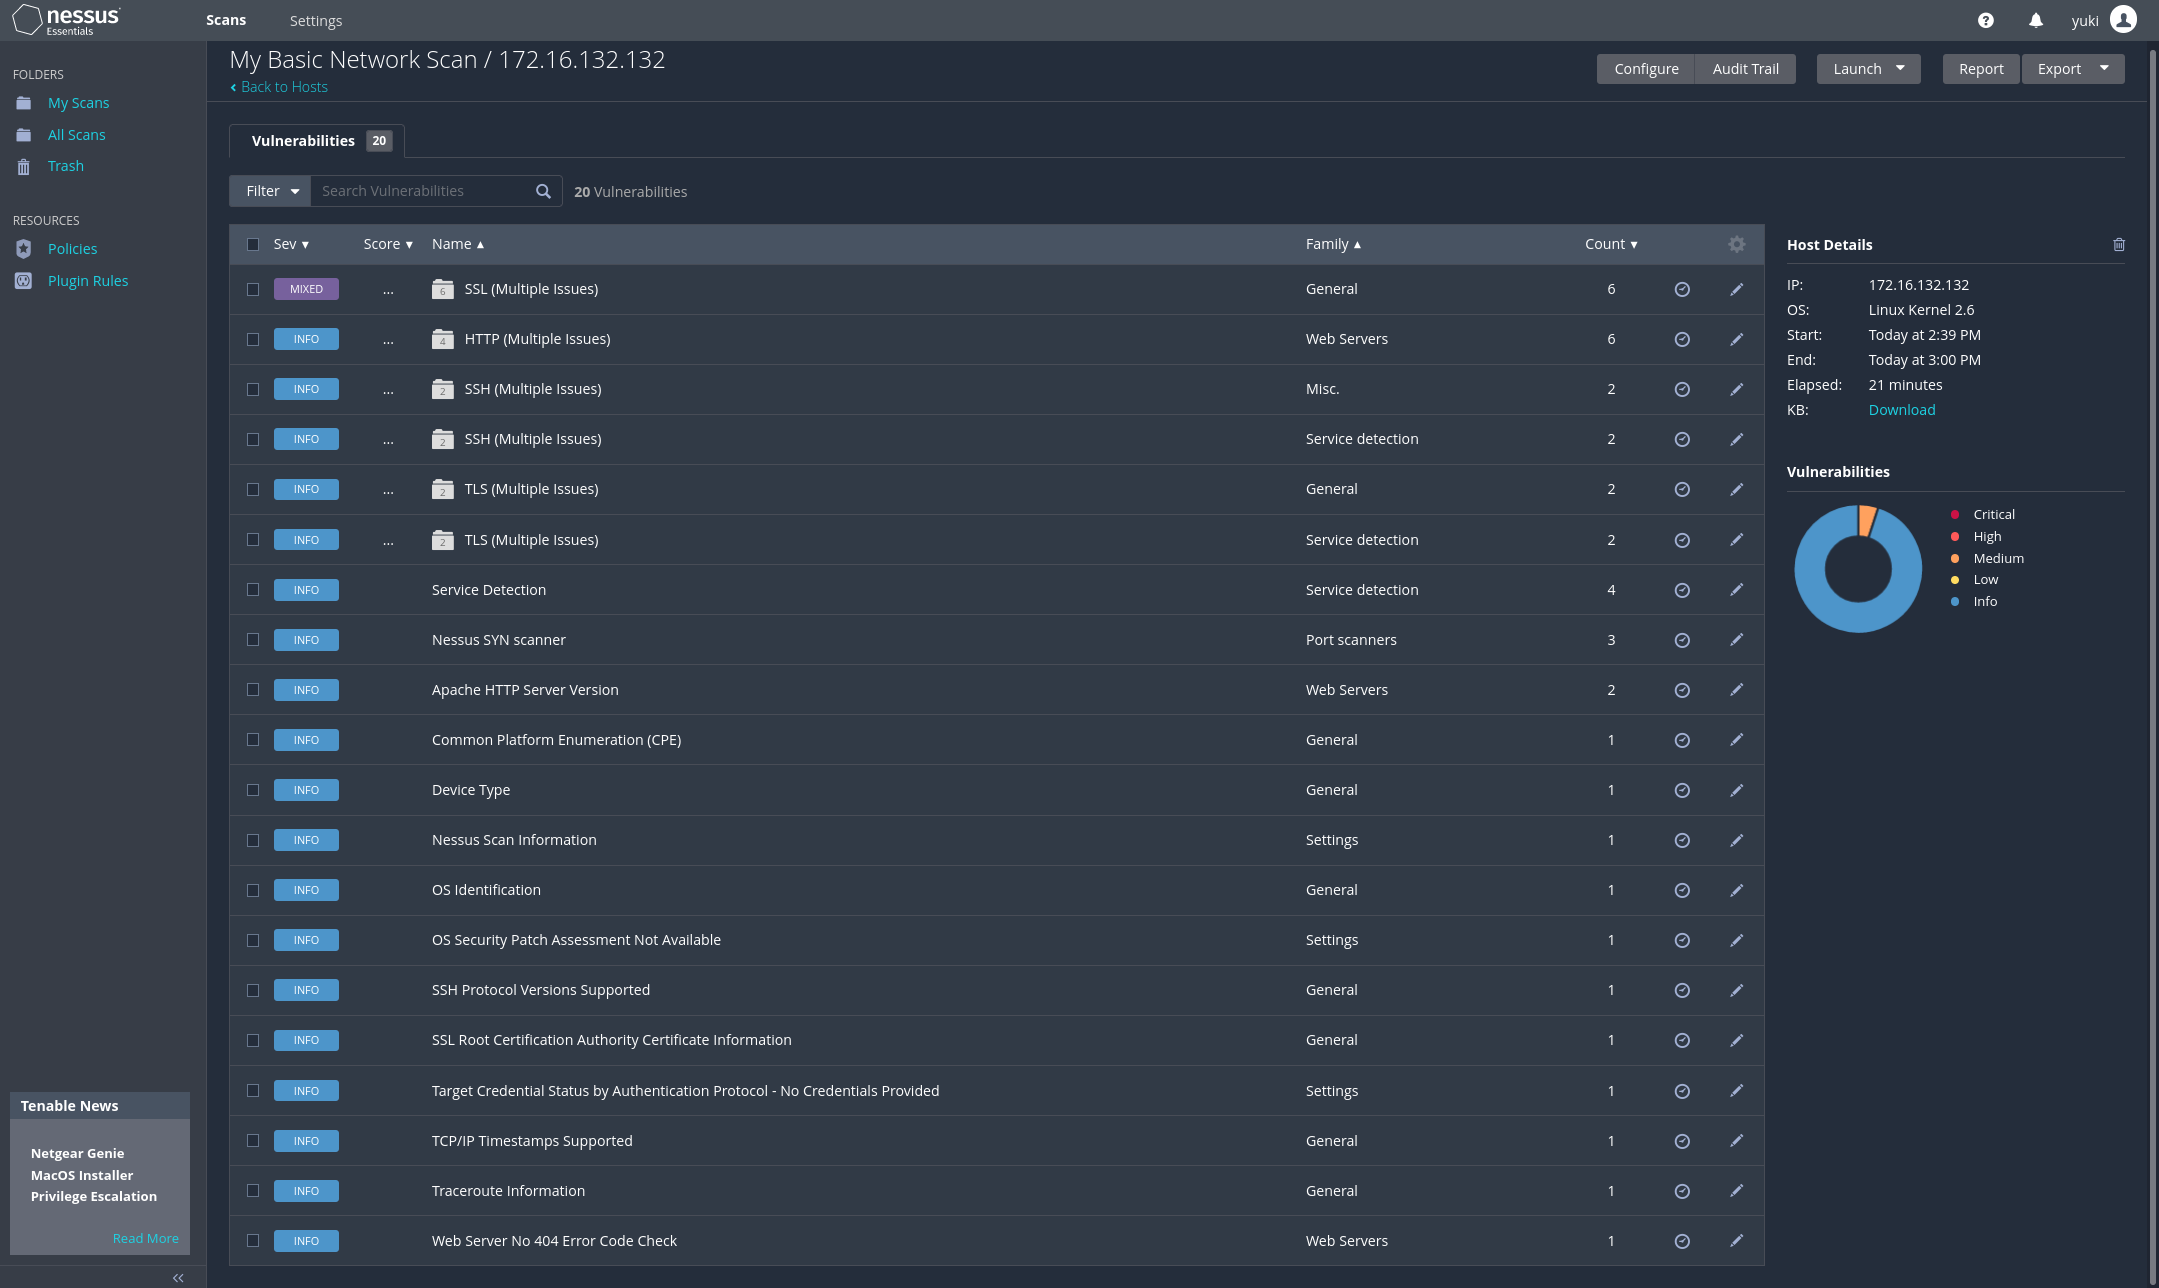 nessus
Essentials
Scans
Settings
yuki
FOLDERS
My Scans
All Scans
Trash
RESOURCES
Policies
Plugin Rules
Tenable News
Netgear Genie
MacOS Installer
Privilege Escalation
Read More
My Basic Network Scan / 172.16.132.132
Back to Hosts
Configure Audit Trail Launch Report Export
Vulnerabilities 20
Filter Search Vulnerabilities 20 Vulnerabilities
Sev Score Name Family Count
MIXED ... 6 SSL (Multiple Issues) General 6
INFO ... 4 HTTP (Multiple Issues) Web Servers 6
INFO ... 2 SSH (Multiple Issues) Misc. 2
INFO ... 2 SSH (Multiple Issues) Service detection 2
INFO ... 2 TLS (Multiple Issues) General 2
INFO ... 2 TLS (Multiple Issues) Service detection 2
INFO Service Detection Service detection 4
INFO Nessus SYN scanner Port scanners 3
INFO Apache HTTP Server Version Web Servers 2
INFO Common Platform Enumeration (CPE) General 1
INFO Device Type General 1
INFO Nessus Scan Information Settings 1
INFO OS Identification General 1
INFO OS Security Patch Assessment Not Available Settings 1
INFO SSH Protocol Versions Supported General 1
INFO SSL Root Certification Authority Certificate Information General 1
INFO Target Credential Status by Authentication Protocol - No Credentials Provided Settings 1
INFO TCP/IP Timestamps Supported General 1
INFO Traceroute Information General 1
INFO Web Server No 404 Error Code Check Web Servers 1
Host Details
IP: 172.16.132.132
OS: Linux Kernel 2.6
Start: Today at 2:39 PM
End: Today at 3:00 PM
Elapsed: 21 minutes
KB: Download
Vulnerabilities
Critical
High
Medium
Low
Info